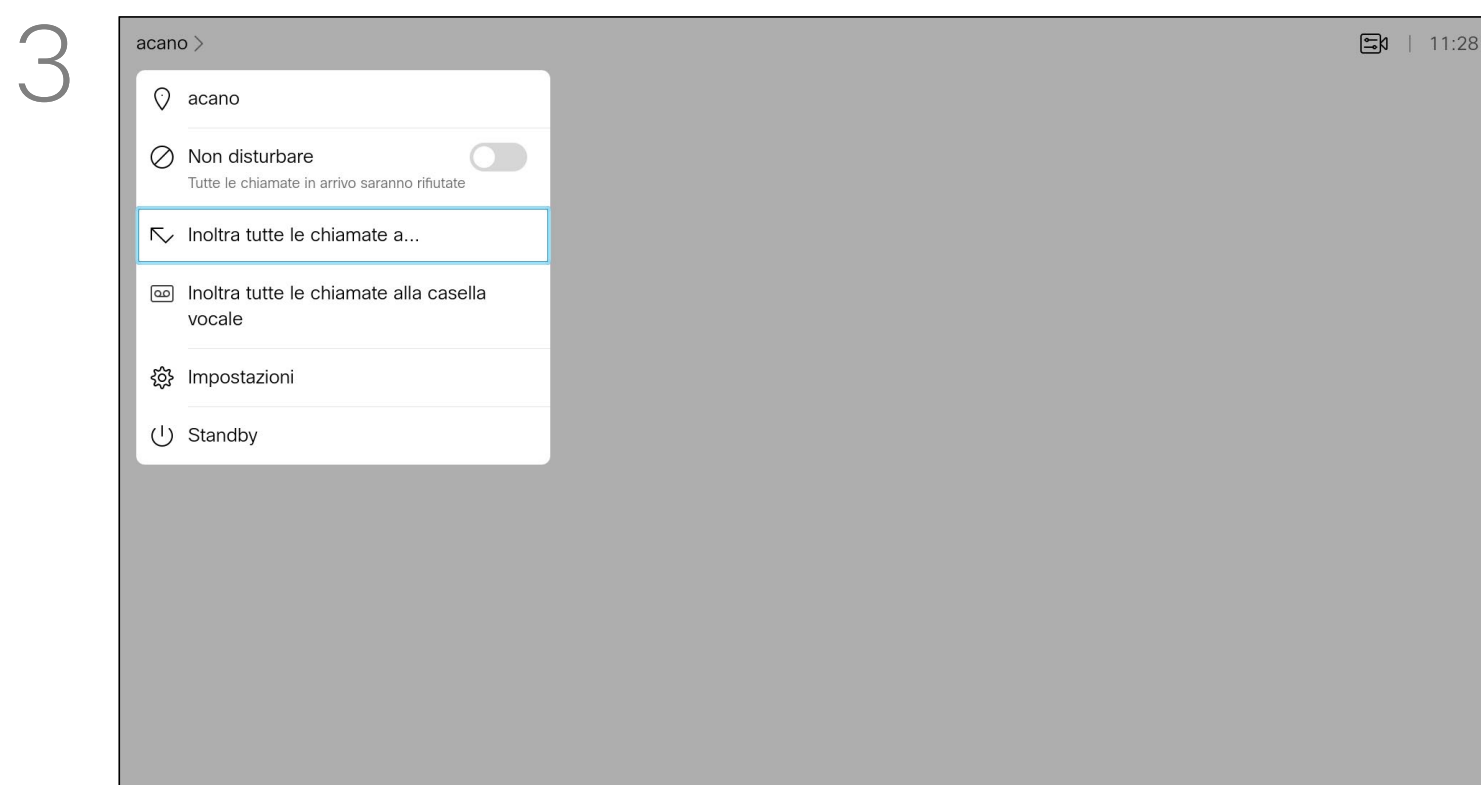 3
acano
11:28
acano
Non disturbare
Tutte le chiamate in arrivo saranno rifiutate
Inoltra tutte le chiamate a...
Inoltra tutte le chiamate alla casella
vocale
Impostazioni
Standby